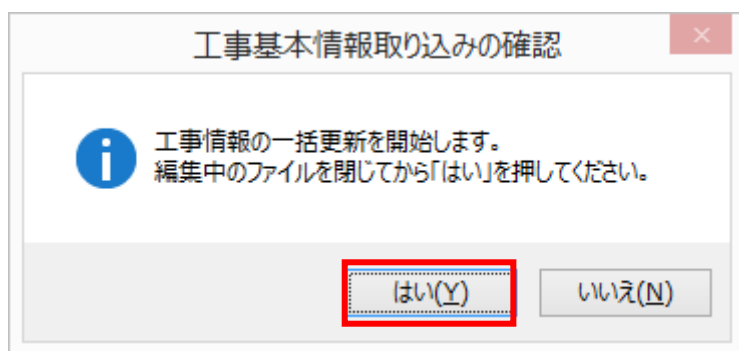 工事基本情報取り込みの確認
工事情報の一括更新を開始します。
編集中のファイルを閉じてから「はい」を押してください。
はい(Y)
いいえ(N)